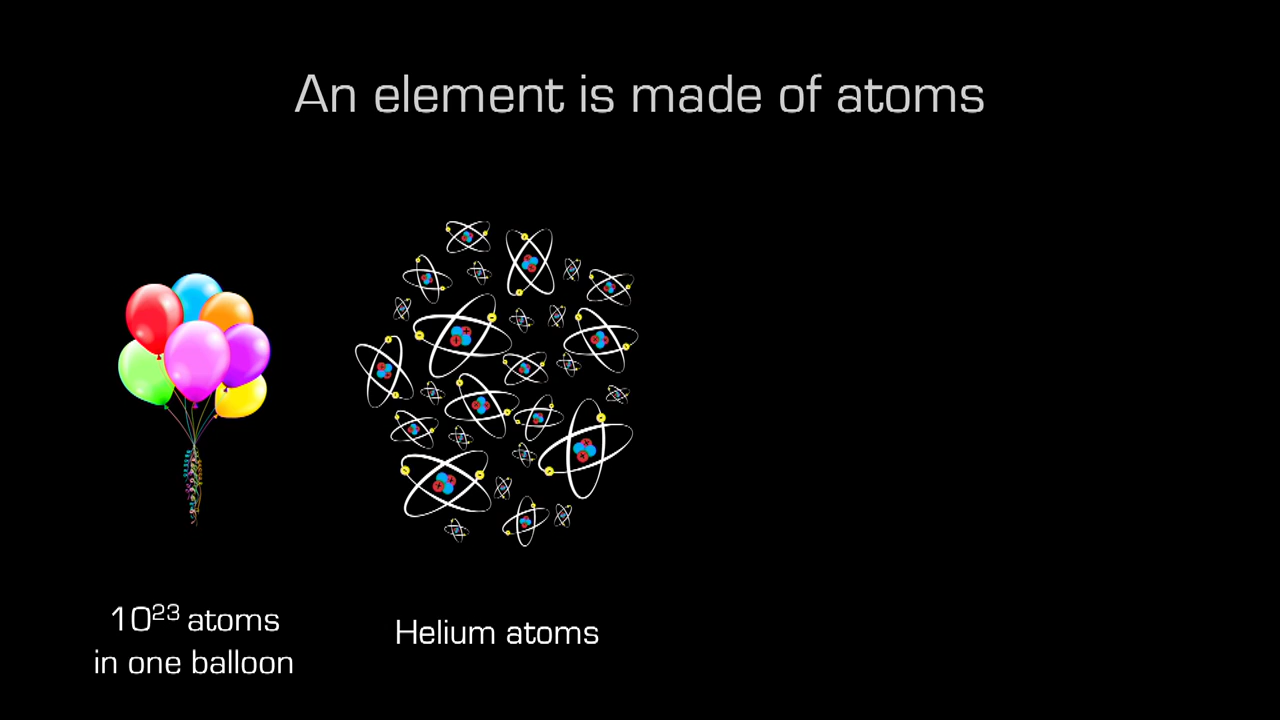 An element is made of atoms
10²³ atoms
in one balloon
Helium atoms